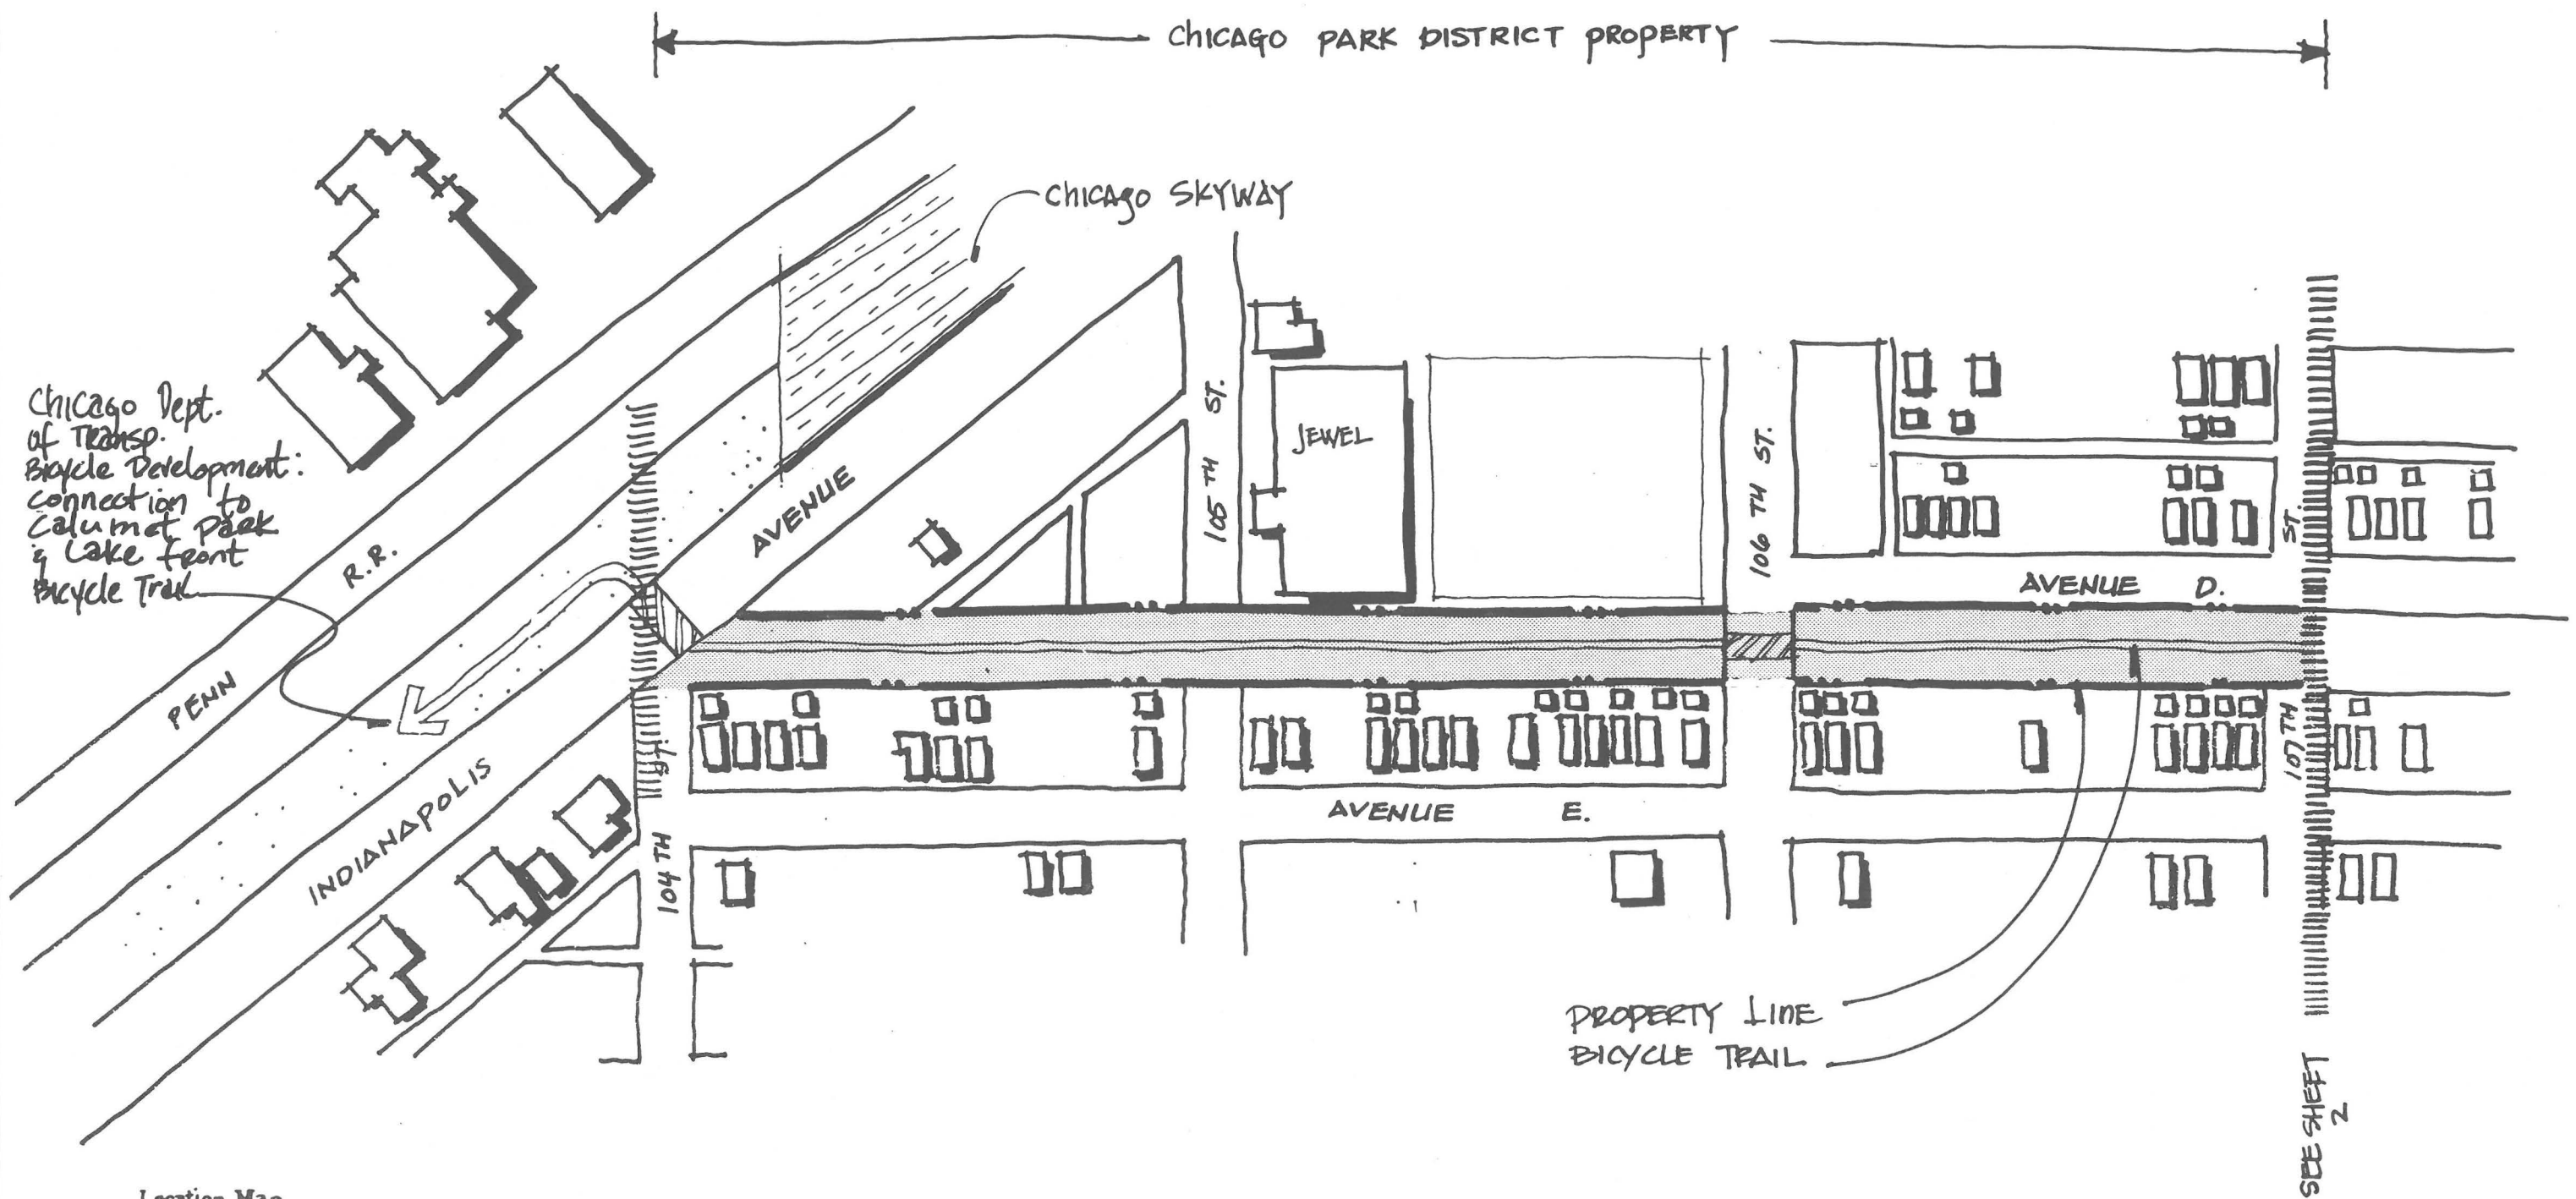 CHICAGO PARK DISTRICT PROPERTY
CHICAGO SKYWAY
Chicago Dept.
of Transp.
Bicycle Development:
connection to
Calumet Park
& Lake front
Bicycle Trail
PENN R.R.
INDIANAPOLIS AVENUE
104 TH ST.
105 TH ST.
JEWEL
106 TH ST.
AVENUE D.
107 TH ST.
AVENUE E.
PROPERTY LINE
BICYCLE TRAIL
SEE SHEET
2
Location Map